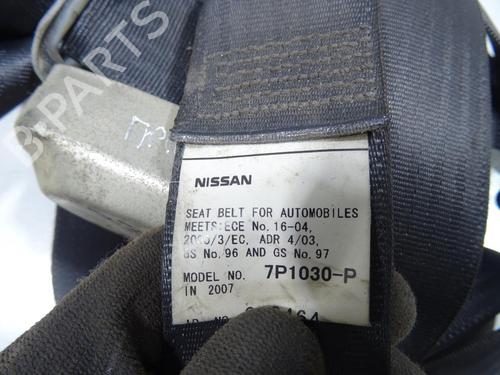 B-PARTS
NISSAN
SEAT BELT FOR AUTOMOBILES
MEETS:ECE No.16-04,
/3/EC, ADR 4/03,
GS No.96 AND GS No.97
MODEL NO. 7P1030-P
IN 2007